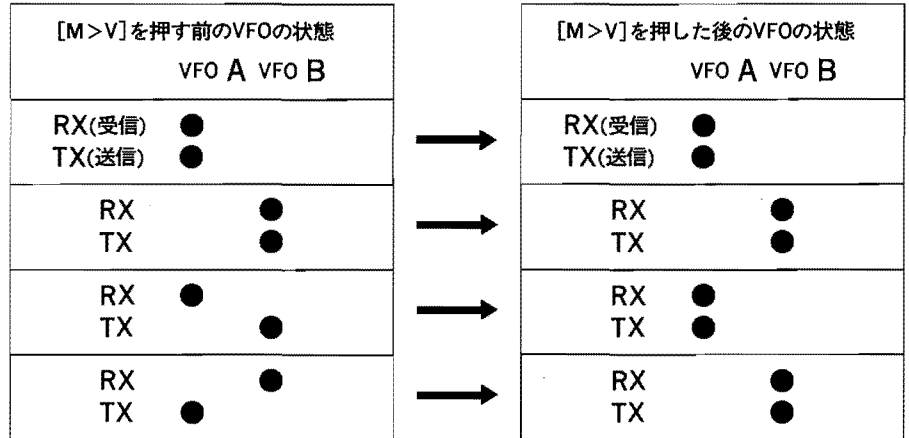 [M>V]を押す前のVFOの状態
VFO A VFO B
RX(受信)
TX(送信)
RX
TX
RX
TX
RX
TX
[M>V]を押した後のVFOの状態
VFO A VFO B
RX(受信)
TX(送信)
RX
TX
RX
TX
RX
TX